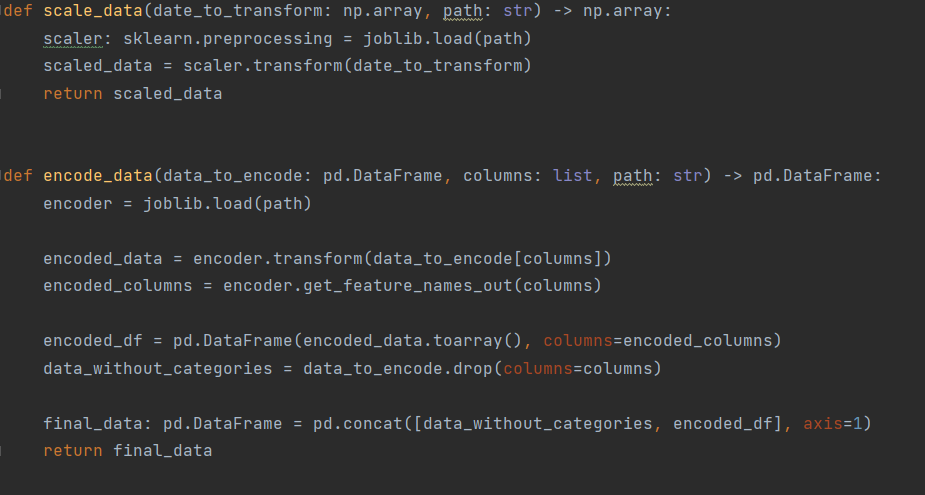 def scale_data(date_to_transform: np.array, path: str) -> np.array:
    scaler: sklearn.preprocessing = joblib.load(path)
    scaled_data = scaler.transform(date_to_transform)
    return scaled_data
def encode_data(data_to_encode: pd.DataFrame, columns: list, path: str) -> pd.DataFrame:
    encoder = joblib.load(path)
    encoded_data = encoder.transform(data_to_encode[columns])
    encoded_columns = encoder.get_feature_names_out(columns)
    encoded_df = pd.DataFrame(encoded_data.toarray(), columns=encoded_columns)
    data_without_categories = data_to_encode.drop(columns=columns)
    final_data: pd.DataFrame = pd.concat([data_without_categories, encoded_df], axis=1)
    return final_data